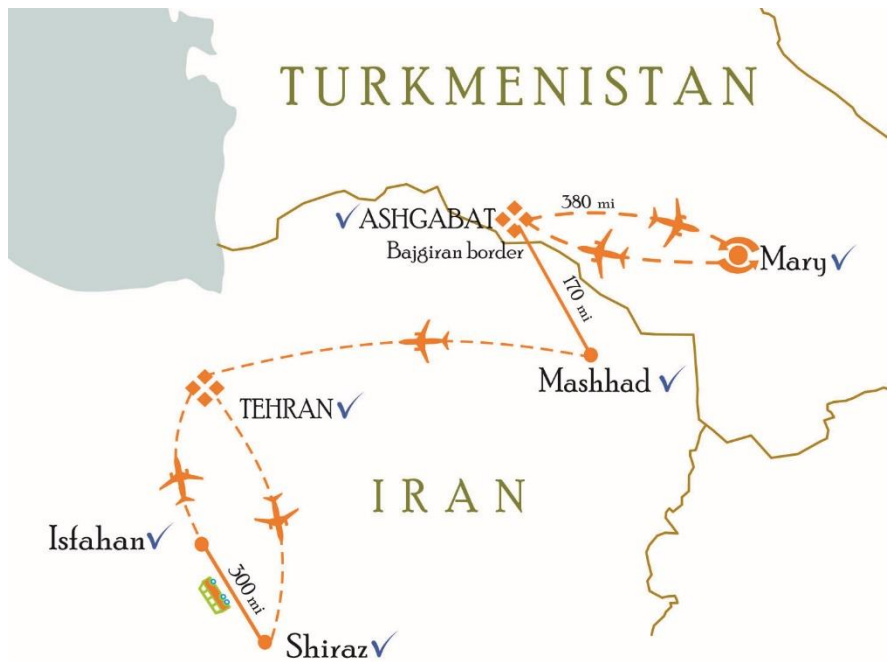 TURKMENISTAN
380 mi
ASHGABAT
Bajgiran border
Mary
170 mi
Mashhad
TEHRAN
IRAN
Isfahan
300 mi
Shiraz